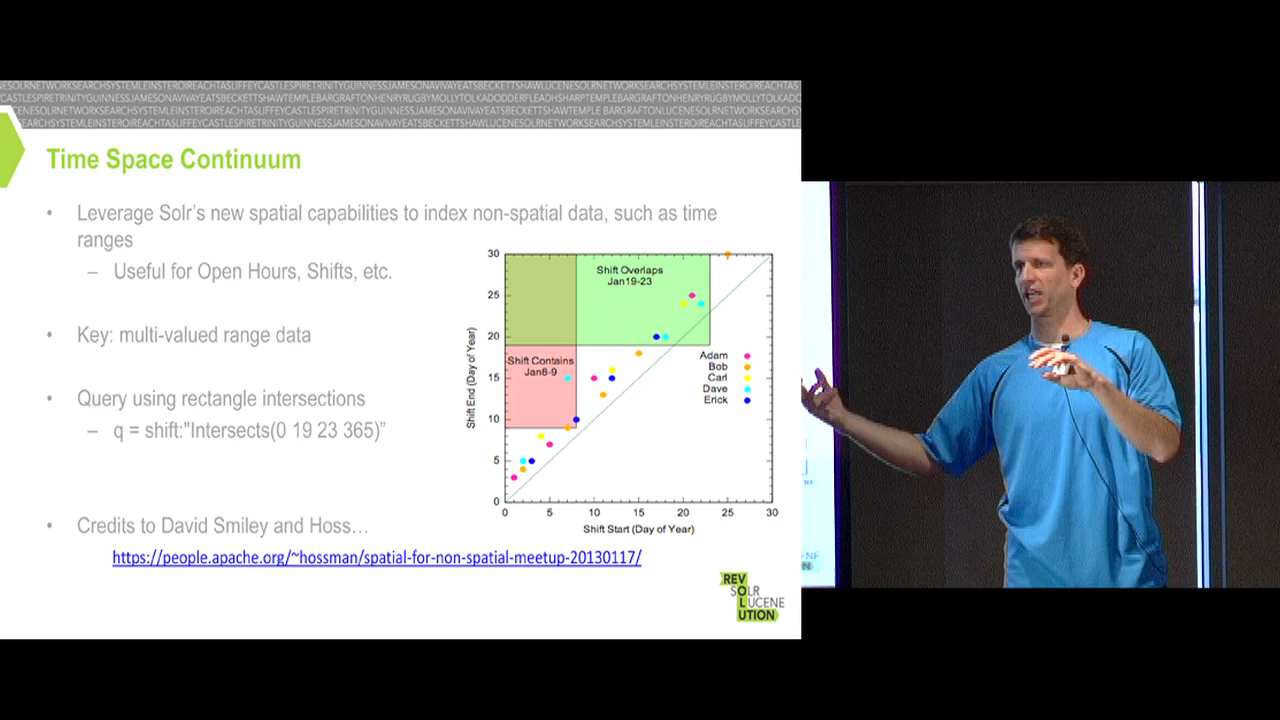 Time Space Continuum
• Leverage Solr's new spatial capabilities to index non-spatial data, such as time
ranges
– Useful for Open Hours, Shifts, etc.
• Key: multi-valued range data
• Query using rectangle intersections
– q = shift:"Intersects(0 19 23 365)”
• Credits to David Smiley and Hoss…
https://people.apache.org/~hossman/spatial-for-non-spatial-meetup-20130117/
Shift End (Day of Year)
30
25
20
15
10
5
0
Shift Overlaps
Jan19-23
Shift Contains
Jan8-9
Adam
Bob
Carl
Dave
Erick
0 5 10 15 20 25 30
Shift Start (Day of Year)
REV
SOLR
LUCENE
UTION